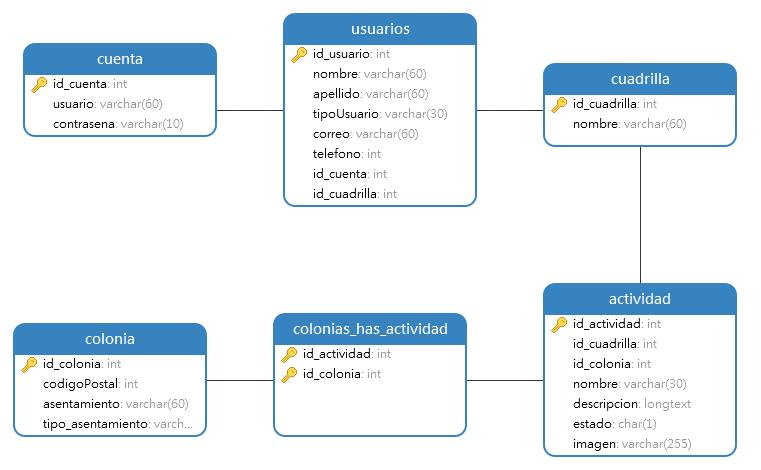 cuenta
id_cuenta: int
usuario: varchar(60)
contrasena: varchar(10)
usuarios
id_usuario: int
nombre: varchar(60)
apellido: varchar(60)
tipoUsuario: varchar(30)
correo: varchar(60)
telefono: int
id_cuenta: int
id_cuadrilla: int
cuadrilla
id_cuadrilla: int
nombre: varchar(60)
colonia
id_colonia: int
codigoPostal: int
asentamiento: varchar(60)
tipo_asentamiento: varch...
colonias_has_actividad
id_actividad: int
id_colonia: int
actividad
id_actividad: int
id_cuadrilla: int
id_colonia: int
nombre: varchar(30)
descripcion: longtext
estado: char(1)
imagen: varchar(255)